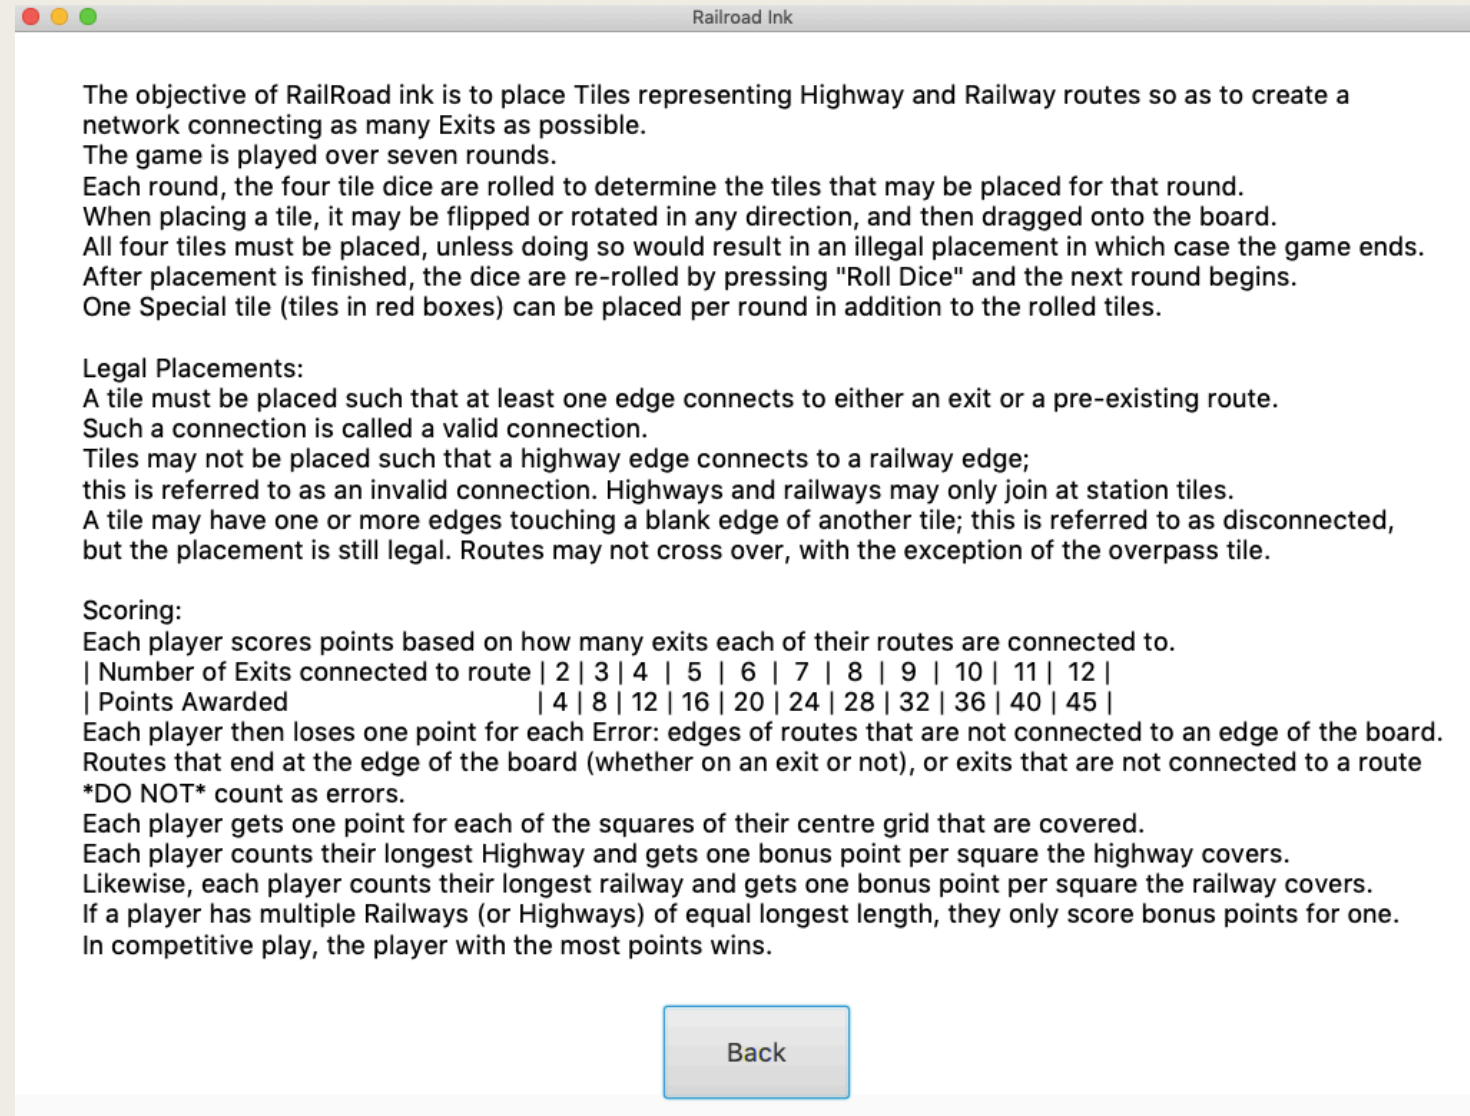 Railroad Ink
The objective of RailRoad ink is to place Tiles representing Highway and Railway routes so as to create a
network connecting as many Exits as possible.
The game is played over seven rounds.
Each round, the four tile dice are rolled to determine the tiles that may be placed for that round.
When placing a tile, it may be flipped or rotated in any direction, and then dragged onto the board.
All four tiles must be placed, unless doing so would result in an illegal placement in which case the game ends.
After placement is finished, the dice are re-rolled by pressing "Roll Dice" and the next round begins.
One Special tile (tiles in red boxes) can be placed per round in addition to the rolled tiles.
Legal Placements:
A tile must be placed such that at least one edge connects to either an exit or a pre-existing route.
Such a connection is called a valid connection.
Tiles may not be placed such that a highway edge connects to a railway edge;
this is referred to as an invalid connection. Highways and railways may only join at station tiles.
A tile may have one or more edges touching a blank edge of another tile; this is referred to as disconnected,
but the placement is still legal. Routes may not cross over, with the exception of the overpass tile.
Scoring:
Each player scores points based on how many exits each of their routes are connected to.
| Number of Exits connected to route | 2 | 3 | 4 | 5 | 6 | 7 | 8 | 9 | 10 | 11 | 12 |
| Points Awarded | 4 | 8 | 12 | 16 | 20 | 24 | 28 | 32 | 36 | 40 | 45 |
Each player then loses one point for each Error: edges of routes that are not connected to an edge of the board.
Routes that end at the edge of the board (whether on an exit or not), or exits that are not connected to a route
*DO NOT* count as errors.
Each player gets one point for each of the squares of their centre grid that are covered.
Each player counts their longest Highway and gets one bonus point per square the highway covers.
Likewise, each player counts their longest railway and gets one bonus point per square the railway covers.
If a player has multiple Railways (or Highways) of equal longest length, they only score bonus points for one.
In competitive play, the player with the most points wins.
Back